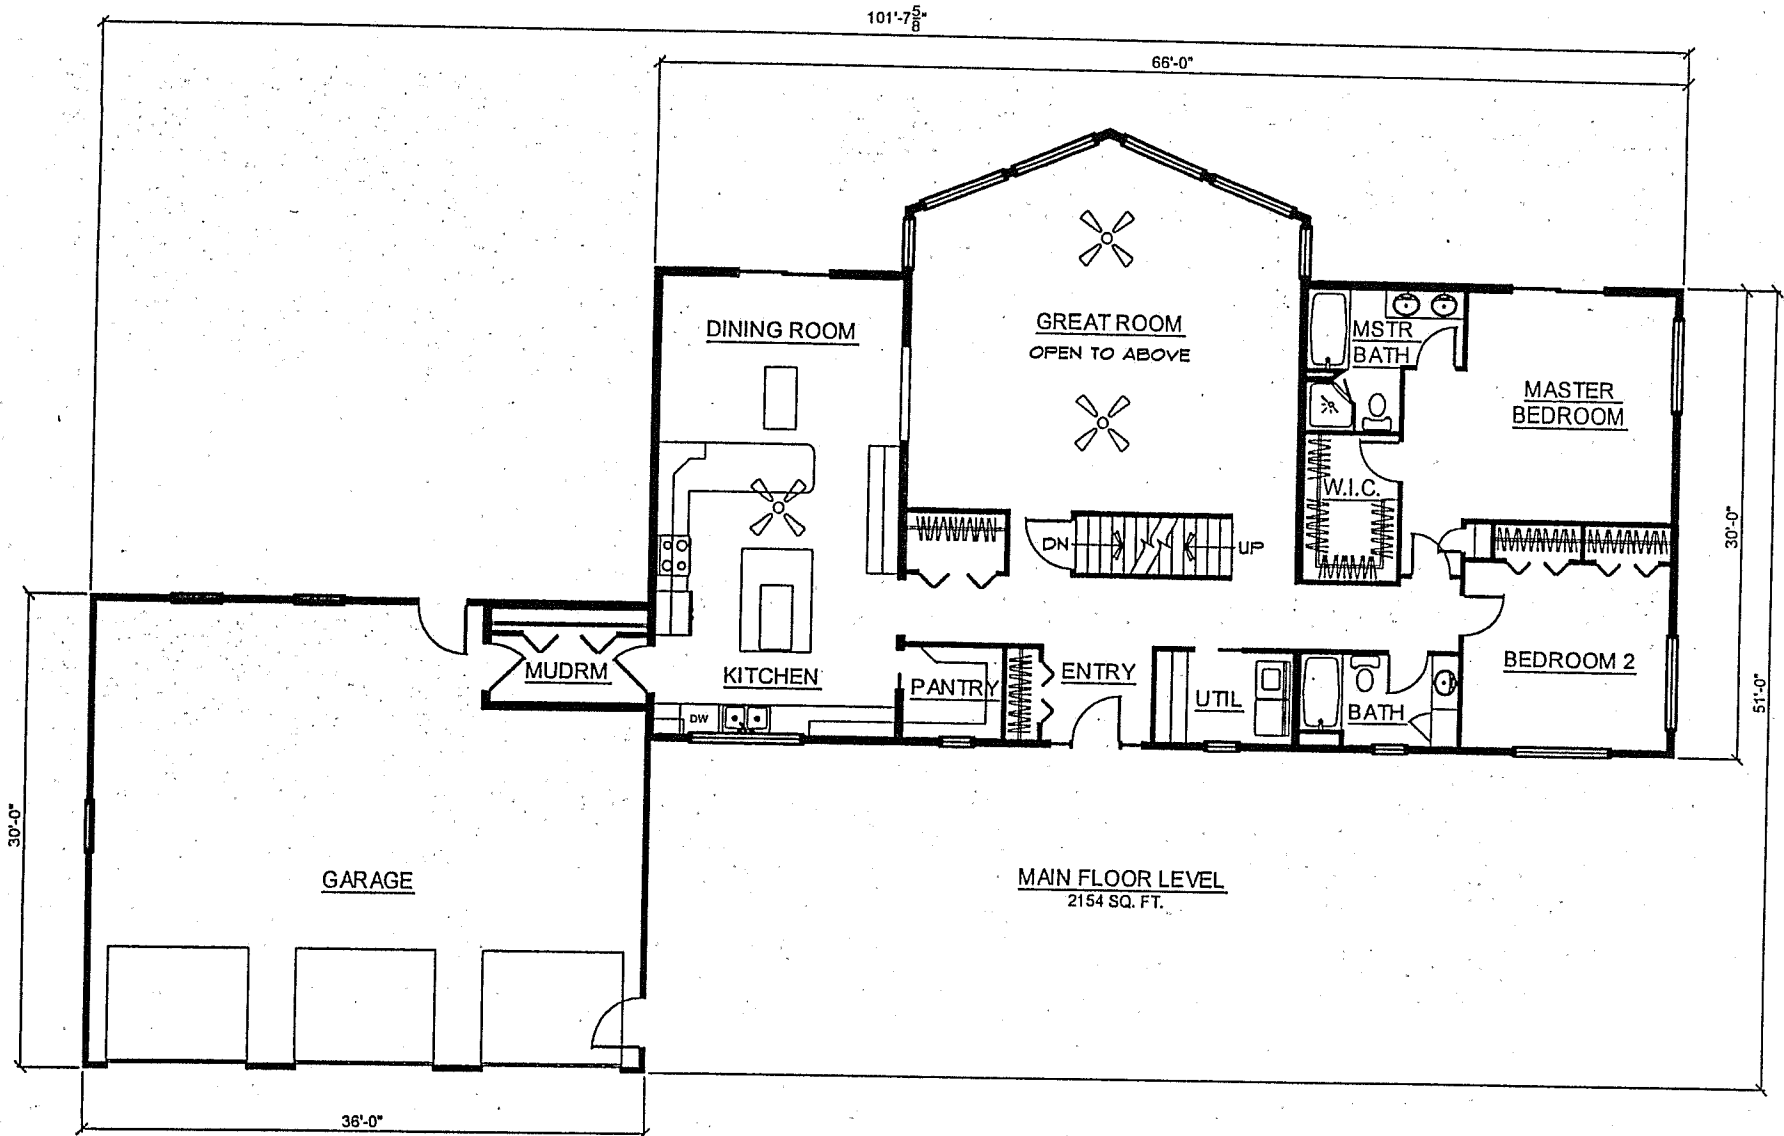 101'-7 5/8"
66'-0"
DINING ROOM
GREAT ROOM
OPEN TO ABOVE
MSTR
BATH
MASTER
BEDROOM
W.I.C.
DN
UP
30'-0"
MUDRM
KITCHEN
PANTRY
ENTRY
UTIL
BATH
BEDROOM 2
DW
51'-0"
30'-0"
GARAGE
MAIN FLOOR LEVEL
2154 SQ. FT.
36'-0"